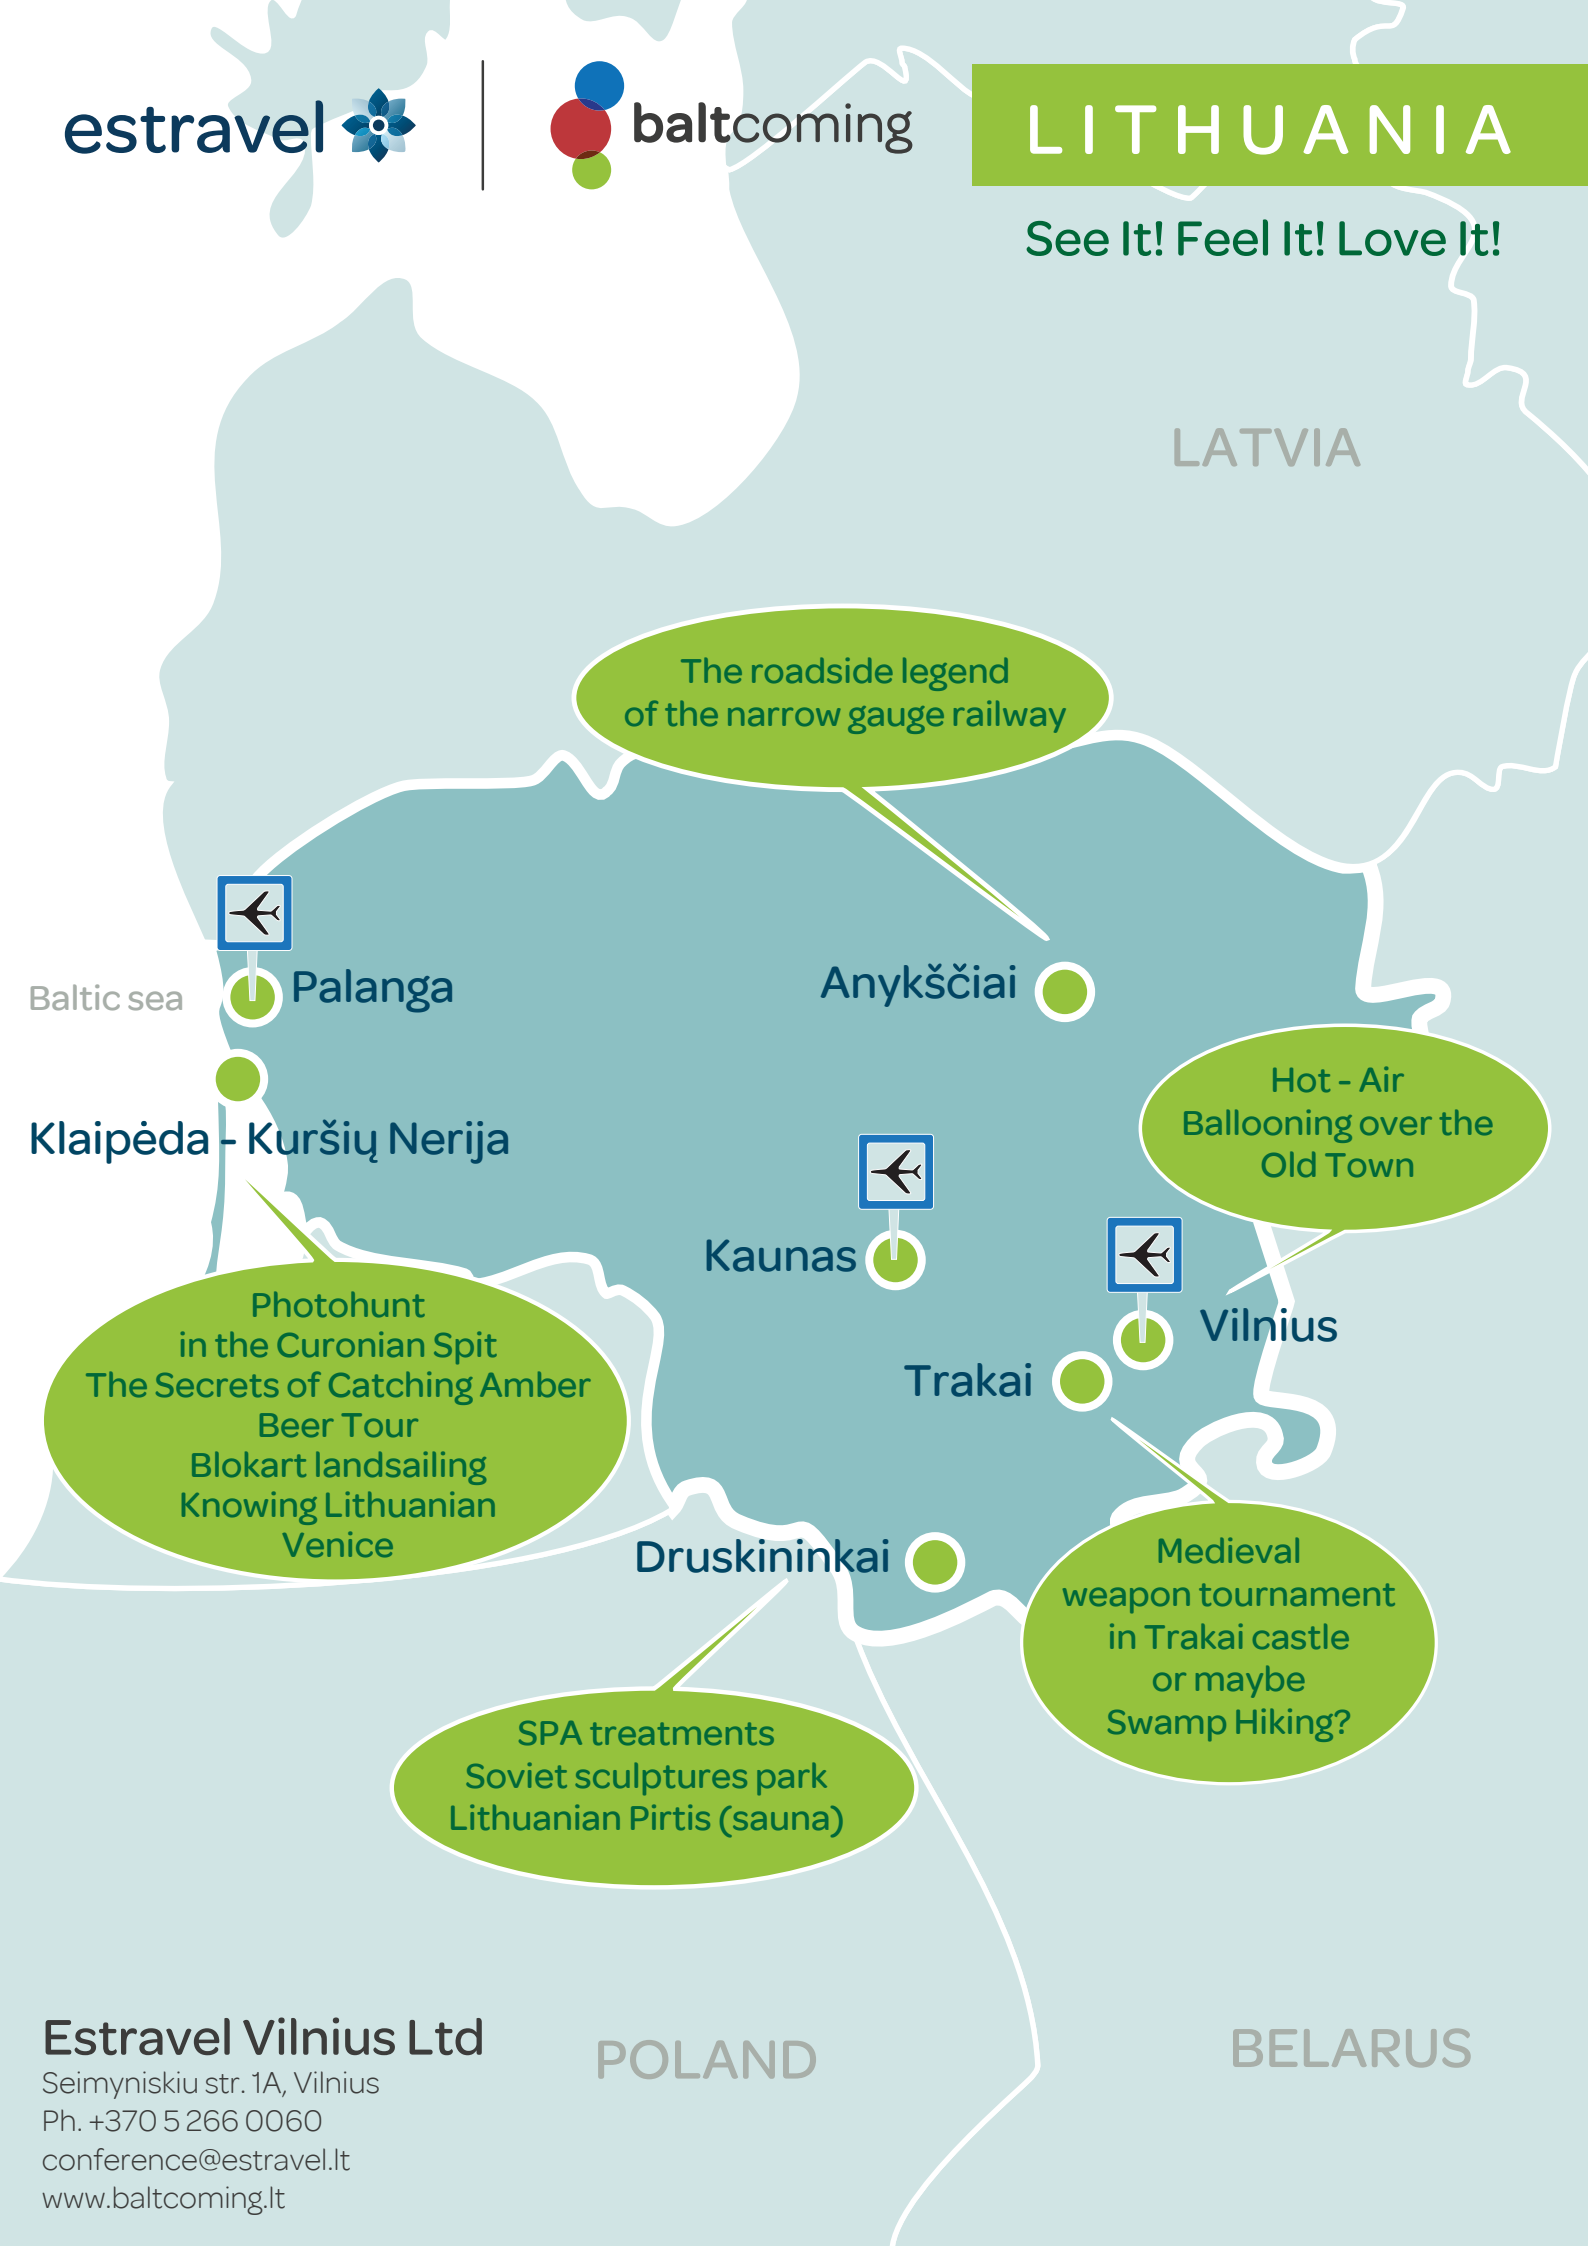 estravel
baltcoming
LITHUANIA
See It! Feel It! Love It!
LATVIA
The roadside legend
of the narrow gauge railway
Palanga
Anykščiai
Baltic sea
Hot - Air
Ballooning over the
Old Town
Klaipėda - Kuršių Nerija
Kaunas
Vilnius
Trakai
Photohunt
in the Curonian Spit
The Secrets of Catching Amber
Beer Tour
Blokart landsailing
Knowing Lithuanian
Venice
Druskininkai
Medieval
weapon tournament
in Trakai castle
or maybe
Swamp Hiking?
SPA treatments
Soviet sculptures park
Lithuanian Pirtis (sauna)
Estravel Vilnius Ltd
Seimyniskiu str. 1A, Vilnius
Ph. +370 5 266 0060
conference@estravel.lt
www.baltcoming.lt
POLAND
BELARUS